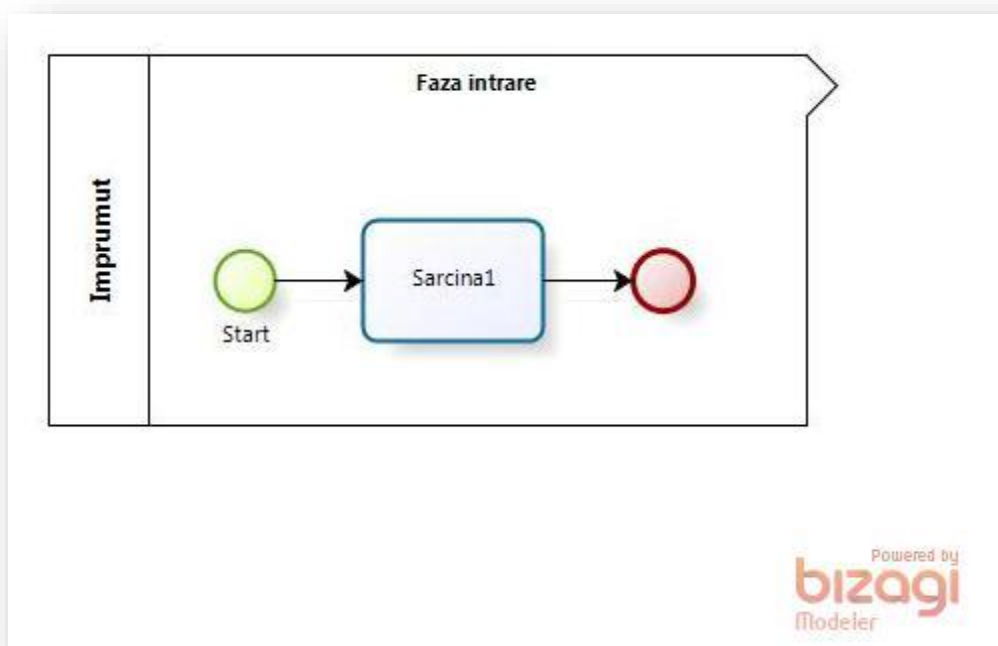 Faza intrare
Imprumut
Sarcina1
Start
Powered by
bizagi
Modeler